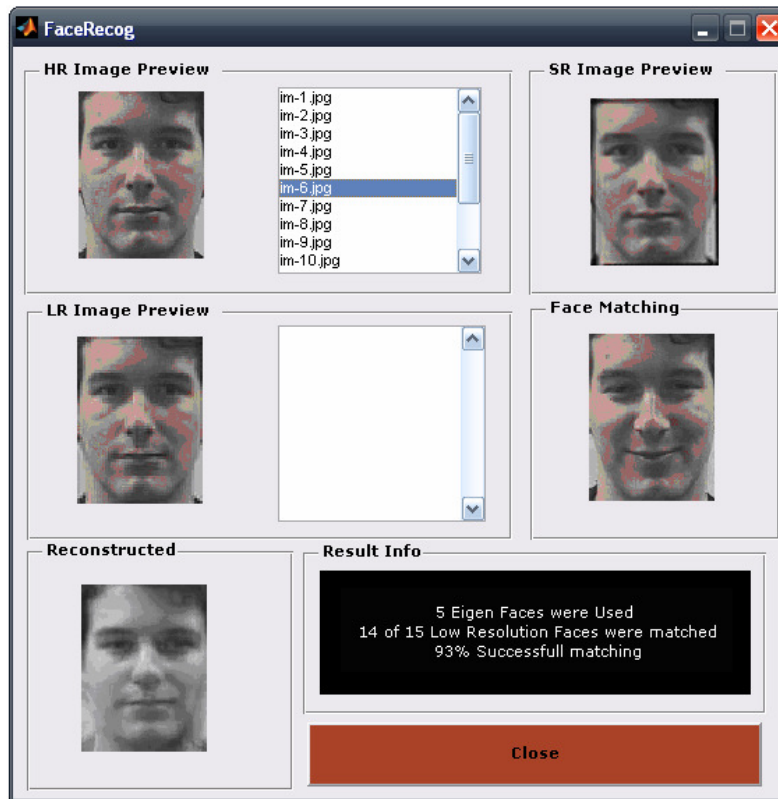 FaceRecog
HR Image Preview
im-1.jpg
im-2.jpg
im-3.jpg
im-4.jpg
im-5.jpg
im-6.jpg
im-7.jpg
im-8.jpg
im-9.jpg
im-10.jpg
SR Image Preview
LR Image Preview
Face Matching
Reconstructed
Result Info
5 Eigen Faces were Used
14 of 15 Low Resolution Faces were matched
93% Successfull matching
Close